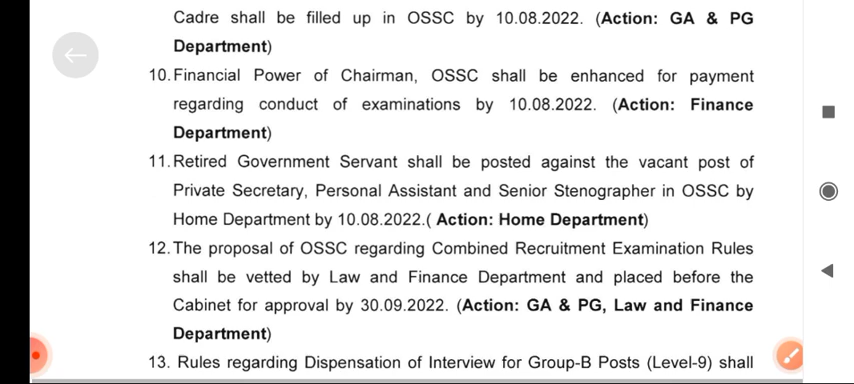 Cadre shall be filled up in OSSC by 10.08.2022. (Action: GA & PG
Department)
10. Financial Power of Chairman, OSSC shall be enhanced for payment
regarding conduct of examinations by 10.08.2022. (Action: Finance
Department)
11. Retired Government Servant shall be posted against the vacant post of
Private Secretary, Personal Assistant and Senior Stenographer in OSSC by
Home Department by 10.08.2022.( Action: Home Department)
12. The proposal of OSSC regarding Combined Recruitment Examination Rules
shall be vetted by Law and Finance Department and placed before the
Cabinet for approval by 30.09.2022. (Action: GA & PG, Law and Finance
Department)
13. Rules regarding Dispensation of Interview for Group-B Posts (Level-9) shall